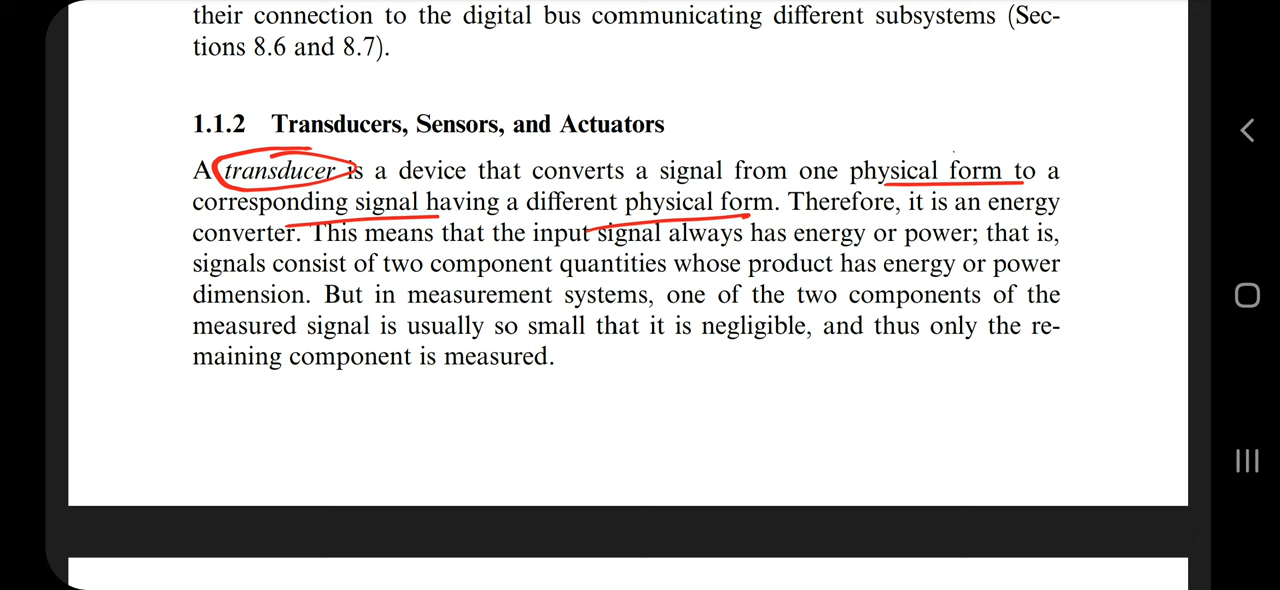 their connection to the digital bus communicating different subsystems (Sec-
tions 8.6 and 8.7).
1.1.2 Transducers, Sensors, and Actuators
A transducer is a device that converts a signal from one physical form to a
corresponding signal having a different physical form. Therefore, it is an energy
converter. This means that the input signal always has energy or power; that is,
signals consist of two component quantities whose product has energy or power
dimension. But in measurement systems, one of the two components of the
measured signal is usually so small that it is negligible, and thus only the re-
maining component is measured.